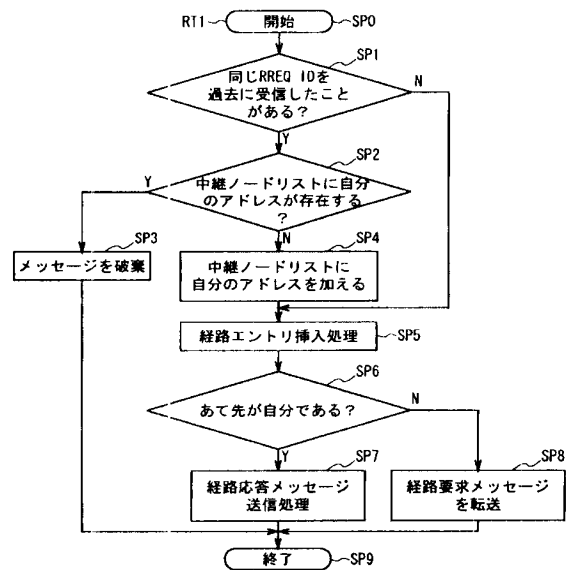 RT1 開始 SP0
SP1
同じRREQ IDを
過去に受信したこと
がある?
N
Y
SP2
Y
中継ノードリストに自分
のアドレスが存在する
?
N
SP3
メッセージを破棄
SP4
中継ノードリストに
自分のアドレスを加える
経路エントリ挿入処理
SP5
SP6
あて先が自分である?
N
Y
SP7
経路応答メッセージ
送信処理
SP8
経路要求メッセージ
を転送
終了 SP9